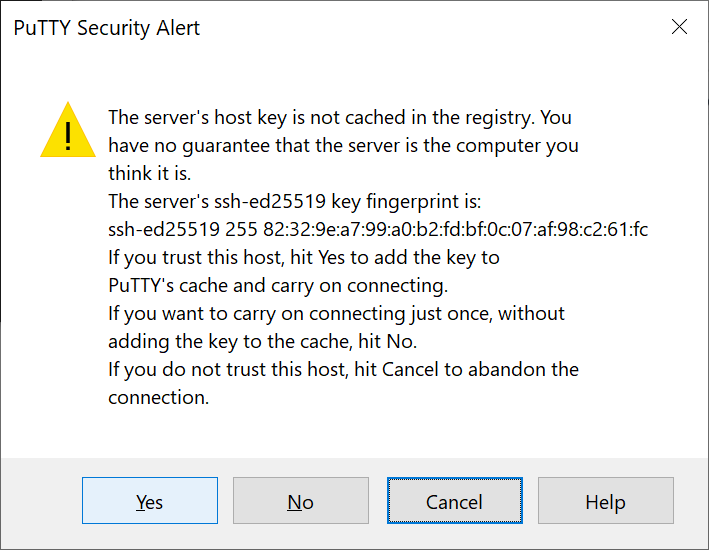 PuTTY Security Alert
The server's host key is not cached in the registry. You
have no guarantee that the server is the computer you
think it is.
The server's ssh-ed25519 key fingerprint is:
ssh-ed25519 255 82:32:9e:a7:99:a0:b2:fd:bf:0c:07:af:98:c2:61:fc
If you trust this host, hit Yes to add the key to
PuTTY's cache and carry on connecting.
If you want to carry on connecting just once, without
adding the key to the cache, hit No.
If you do not trust this host, hit Cancel to abandon the
connection.
Yes No Cancel Help